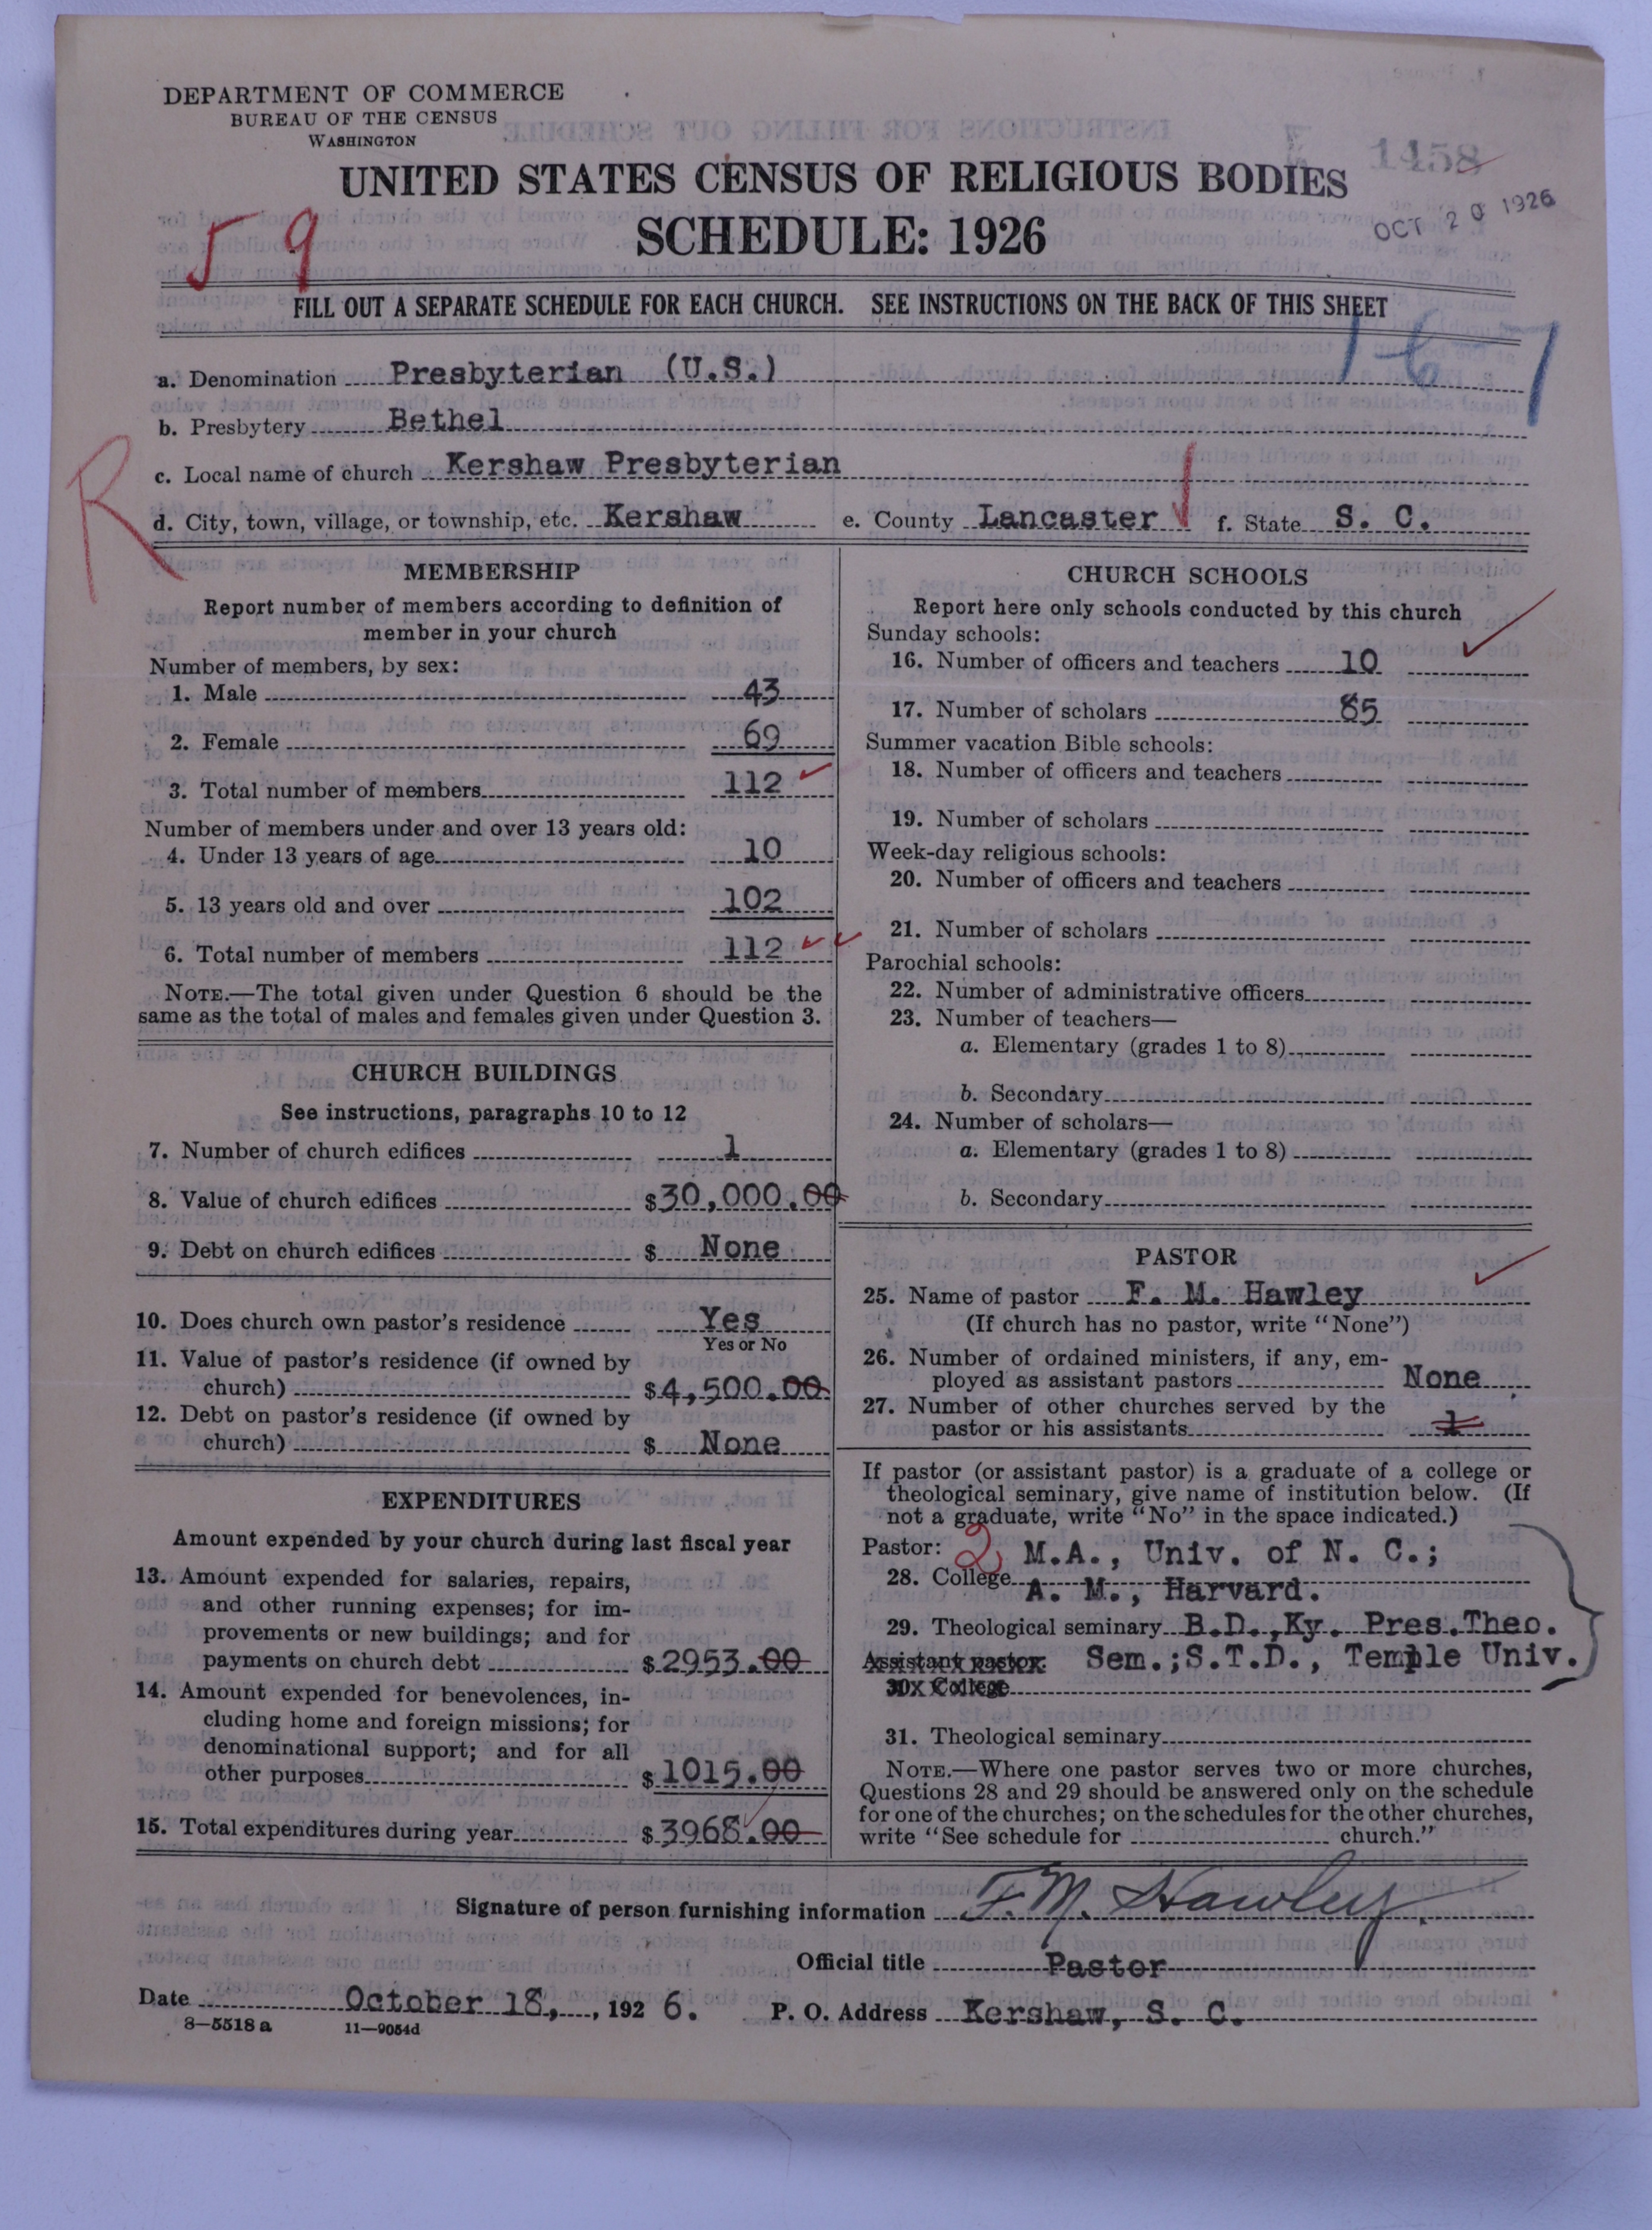 DEPARTMENT OF COMMERCE
BUREAU OF THE CENSUS
WASHINGTON
1458
UNITED STATES CENSUS OF RELIGIOUS BODIES
OCT 20 1926
SCHEDULE: 1926
59
FILL OUT A SEPARATE SCHEDULE FOR EACH CHURCH. SEE INSTRUCTIONS ON THE BACK OF THIS SHEET
a. Denomination Presbyterian (U.S.)
b. Presbytery Bethel
c. Local name of church Kershaw Presbyterian
R
d. City, town, village, or township, etc. Kershaw e. County Lancaster f. State S. C.
MEMBERSHIP
Report number of members according to definition of
member in your church
Number of members, by sex:
1. Male 43
2. Female 69
3. Total number of members 112
Number of members under and over 13 years old:
4. Under 13 years of age 10
5. 13 years old and over 102
6. Total number of members 112
NOTE.—The total given under Question 6 should be the
same as the total of males and females given under Question 3.
CHURCH BUILDINGS
See instructions, paragraphs 10 to 12
7. Number of church edifices 1
8. Value of church edifices $30,000.00
9. Debt on church edifices $ None
10. Does church own pastor's residence Yes
Yes or No
11. Value of pastor's residence (if owned by
church) $4,500.00
12. Debt on pastor's residence (if owned by
church) $ None
EXPENDITURES
Amount expended by your church during last fiscal year
13. Amount expended for salaries, repairs,
and other running expenses; for im-
provements or new buildings; and for
payments on church debt $2953.00
14. Amount expended for benevolences, in-
cluding home and foreign missions; for
denominational support; and for all
other purposes $1015.00
15. Total expenditures during year $3968.00
CHURCH SCHOOLS
Report here only schools conducted by this church
Sunday schools:
16. Number of officers and teachers 10
17. Number of scholars 85
Summer vacation Bible schools:
18. Number of officers and teachers
19. Number of scholars
Week-day religious schools:
20. Number of officers and teachers
21. Number of scholars
Parochial schools:
22. Number of administrative officers
23. Number of teachers—
a. Elementary (grades 1 to 8)
b. Secondary
24. Number of scholars—
a. Elementary (grades 1 to 8)
b. Secondary
PASTOR
25. Name of pastor F. M. Hawley
(If church has no pastor, write "None")
26. Number of ordained ministers, if any, em-
ployed as assistant pastors None
27. Number of other churches served by the
pastor or his assistants 1
If pastor (or assistant pastor) is a graduate of a college or
theological seminary, give name of institution below. (If
not a graduate, write "No" in the space indicated.)
Pastor: 2 M.A., Univ. of N. C.;
28. College A. M., Harvard.
29. Theological seminary B.D.,Ky. Pres.Theo.
Assistant pastor: Sem.;S.T.D., Temple Univ.
30. College
31. Theological seminary
NOTE.—Where one pastor serves two or more churches,
Questions 28 and 29 should be answered only on the schedule
for one of the churches; on the schedules for the other churches,
write "See schedule for church."
Signature of person furnishing information F. M. Hawley.
Official title Pastor
Date October 18, , 192 6. P. O. Address Kershaw, S. C.
8—5518 a 11—9054d